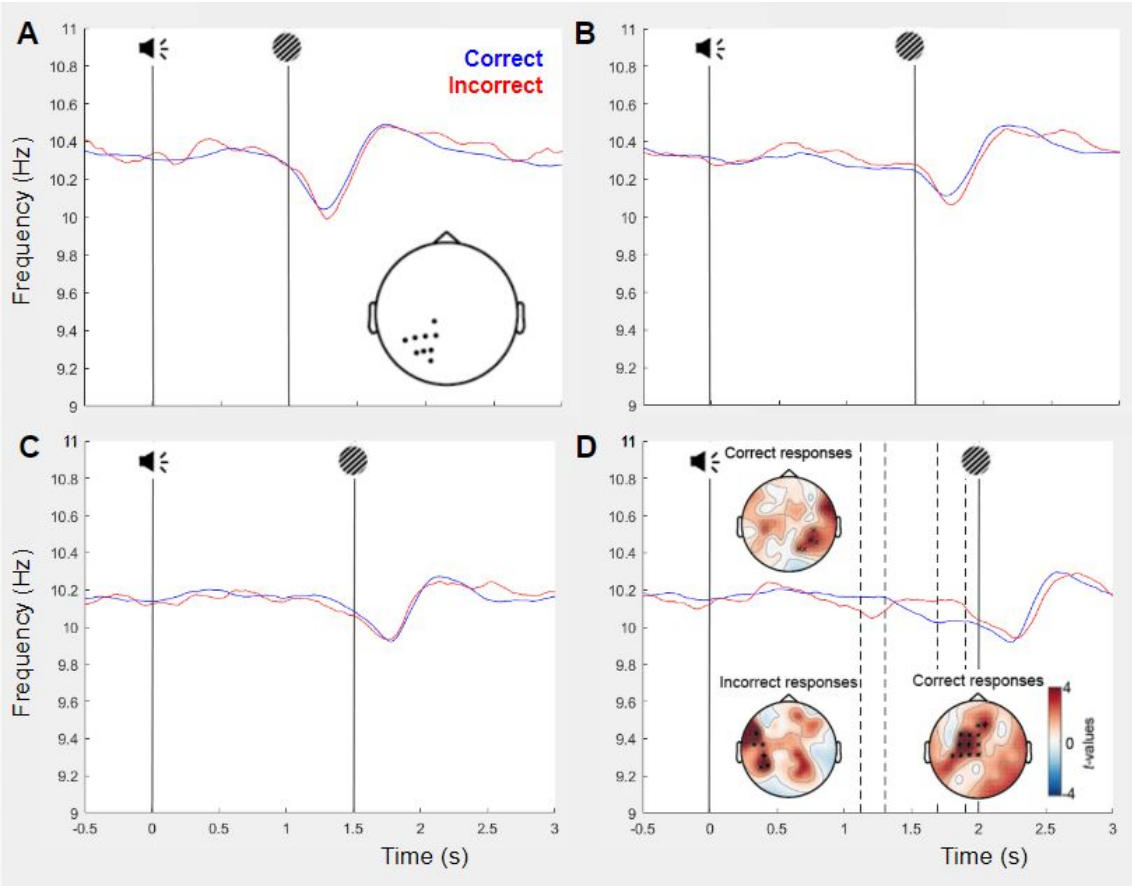 A
B
Correct
Incorrect
Frequency (Hz)
11
10.8
10.6
10.4
10.2
10
9.8
9.6
9.4
9.2
9
11
10.8
10.6
10.4
10.2
10
9.8
9.6
9.4
9.2
9
C
D
Frequency (Hz)
11
10.8
10.6
10.4
10.2
10
9.8
9.6
9.4
9.2
9
-0.5 0 0.5 1 1.5 2 2.5 3
Time (s)
11
10.8
10.6
10.4
10.2
10
9.8
9.6
9.4
9.2
9
Correct responses
Incorrect responses
Correct responses
4
0
-4
t-values
-0.5 0 0.5 1 1.5 2 2.5 3
Time (s)